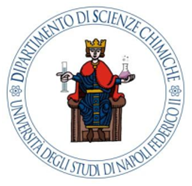 DIPARTIMENTO DI SCIENZE CHIMICHE
UNIVERSITÀ DEGLI STUDI DI NAPOLI FEDERICO II